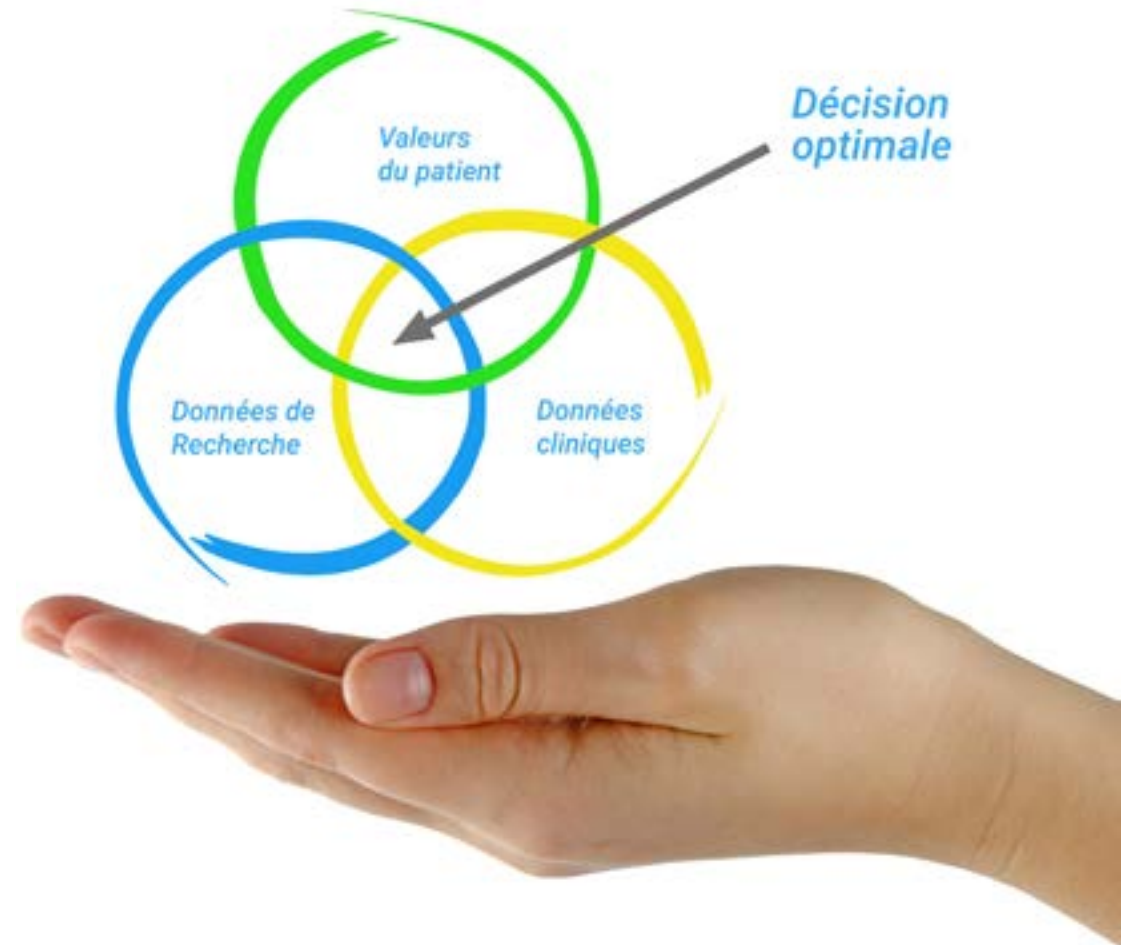 Valeurs
du patient
Décision
optimale
Données de
Recherche
Données
cliniques